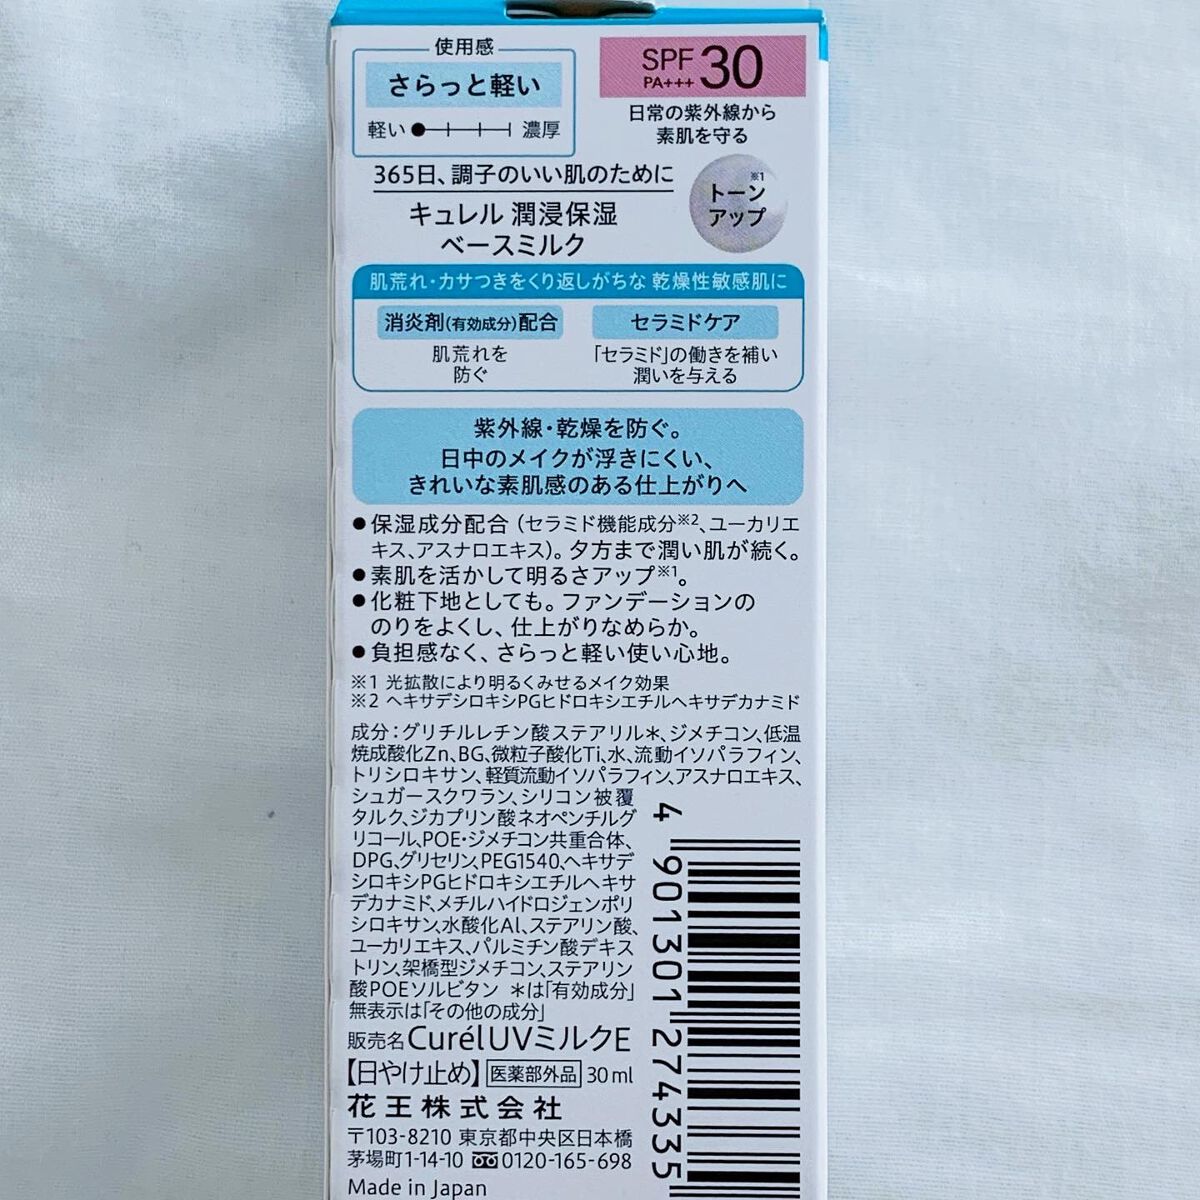 使用感
さらっと軽い
軽い 濃厚
SPF 30
PA+++
日常の紫外線から
素肌を守る
365日、調子のいい肌のために
キュレル 潤浸保湿
ベースミルク
※1
トーン
アップ
肌荒れ・カサつきをくり返しがちな 乾燥性敏感肌に
消炎剤(有効成分)配合
肌荒れを
防ぐ
セラミドケア
「セラミド」の働きを補い
潤いを与える
紫外線・乾燥を防ぐ。
日中のメイクが浮きにくい、
きれいな素肌感のある仕上がりへ
●保湿成分配合(セラミド機能成分※2、ユーカリエ
キス、アスナロエキス)。夕方まで潤い肌が続く。
●素肌を活かして明るさアップ※1。
●化粧下地としても。ファンデーションの
のりをよくし、仕上がりなめらか。
●負担感なく、さらっと軽い使い心地。
※1 光拡散により明るくみせるメイク効果
※2 ヘキサデシロキシPGヒドロキシエチルヘキサデカナミド
成分:グリチルレチン酸ステアリル*、ジメチコン、低温
焼成酸化Zn、BG、微粒子酸化Ti、水、流動イソパラフィン、
トリシロキサン、軽質流動イソパラフィン、アスナロエキス、
シュガースクワラン、シリコン被覆
タルク、ジカプリン酸ネオペンチルグ
リコール、POE・ジメチコン共重合体、
DPG、グリセリン、PEG1540、ヘキサデ
シロキシPGヒドロキシエチルヘキサ
デカナミド、メチルハイドロジェンポリ
シロキサン、水酸化Al、ステアリン酸、
ユーカリエキス、パルミチン酸デキス
トリン、架橋型ジメチコン、ステアリン
酸POEソルビタン *は「有効成分」
無表示は「その他の成分」
販売名CurélUVミルクE
【日やけ止め】 医薬部外品 30ml
花王株式会社
〒103-8210 東京都中央区日本橋
茅場町1-14-10 0120-165-698
Made in Japan
4 901301 274335